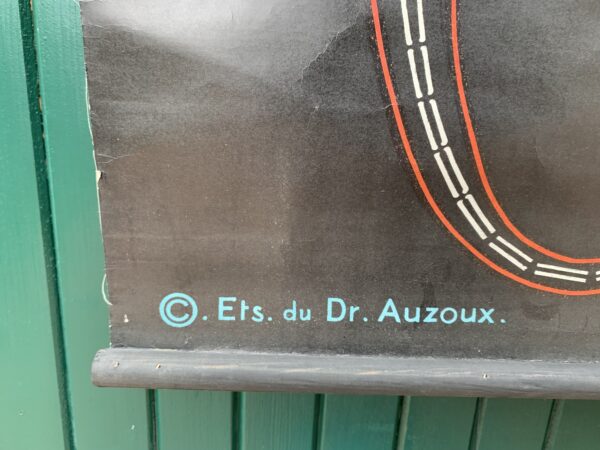 ©. Ets. du Dr. Auzoux.